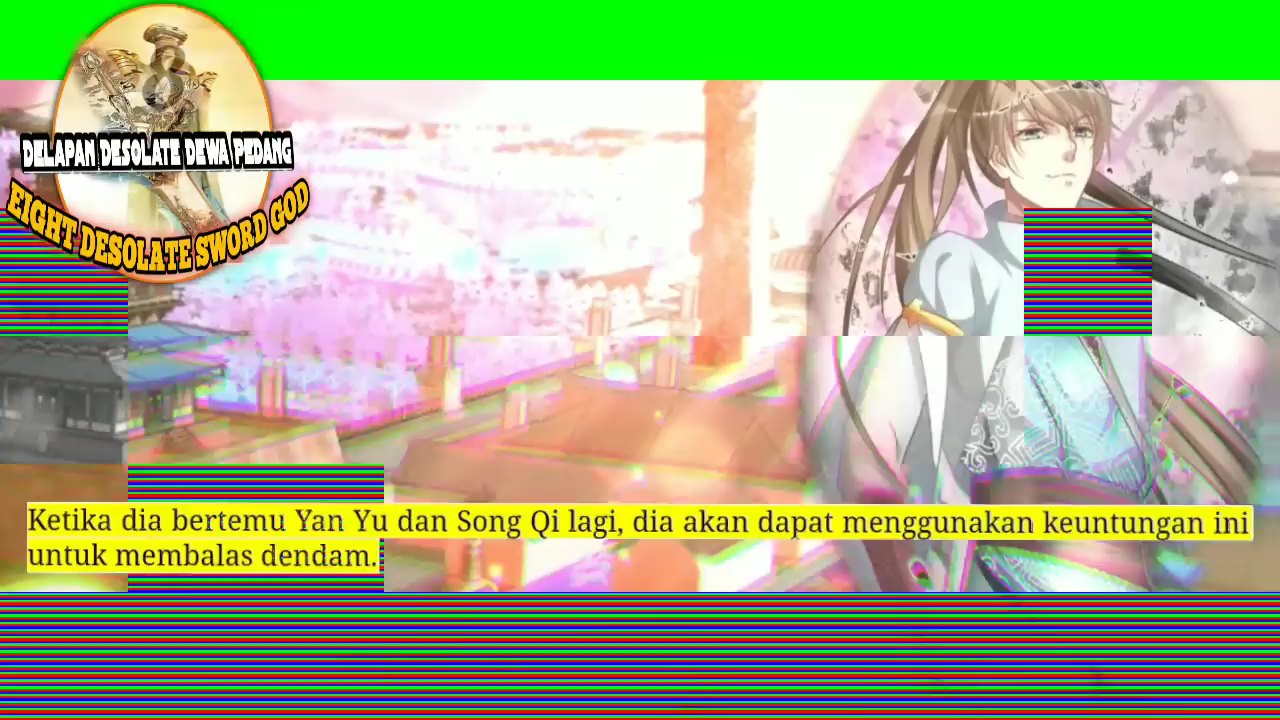 DELAPAN DESOLATE DEWA PEDANG
EIGHT DESOLATE SWORD GOD
Ketika dia bertemu Yan Yu dan Song Qi lagi, dia akan dapat menggunakan keuntungan ini
untuk membalas dendam.